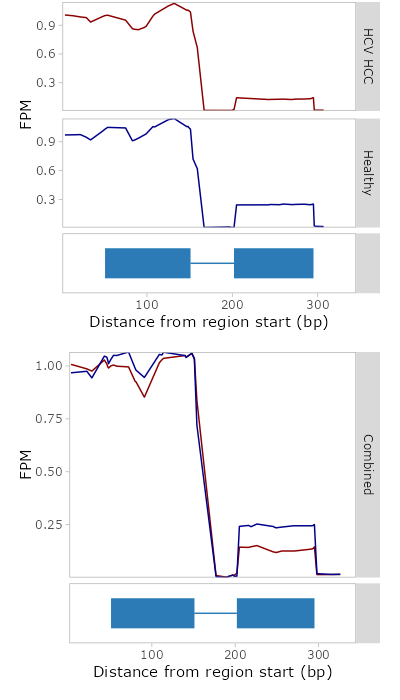 0.9
0.6
0.3
HCV HCC
FPM
0.9
0.6
0.3
Healthy
100 200 300
Distance from region start (bp)
1.00
0.75
0.50
0.25
FPM
Combined
100 200 300
Distance from region start (bp)